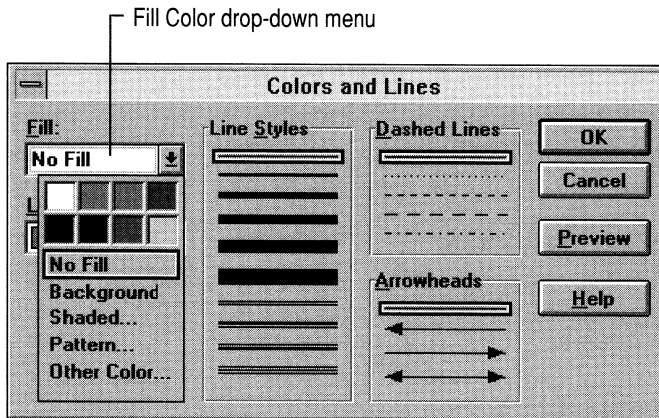 Fill Color drop-down menu
Colors and Lines
Fill:
No Fill
L
No Fill
Background
Shaded...
Pattern...
Other Color...
Line Styles
Dashed Lines
Arrowheads
OK
Cancel
Preview
Help